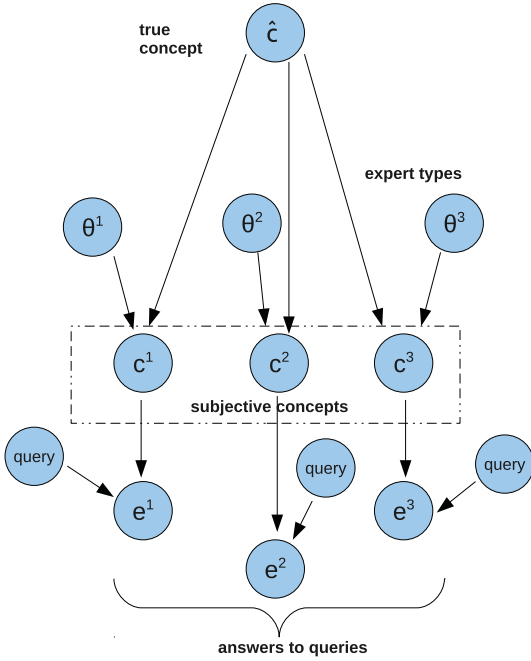 true
concept
ĉ
expert types
θ¹
θ²
θ³
c¹
c²
c³
subjective concepts
query
query
query
e¹
e³
e²
answers to queries